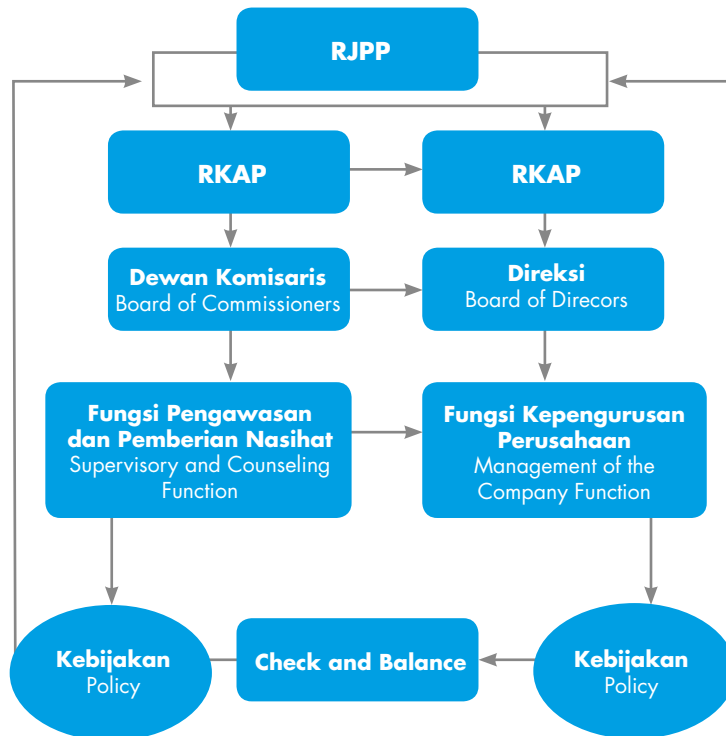 RJPP
RKAP
RKAP
Dewan Komisaris
Board of Commissioners
Direksi
Board of Direcors
Fungsi Pengawasan
dan Pemberian Nasihat
Supervisory and Counseling
Function
Fungsi Kepengurusan
Perusahaan
Management of the
Company Function
Kebijakan
Policy
Check and Balance
Kebijakan
Policy